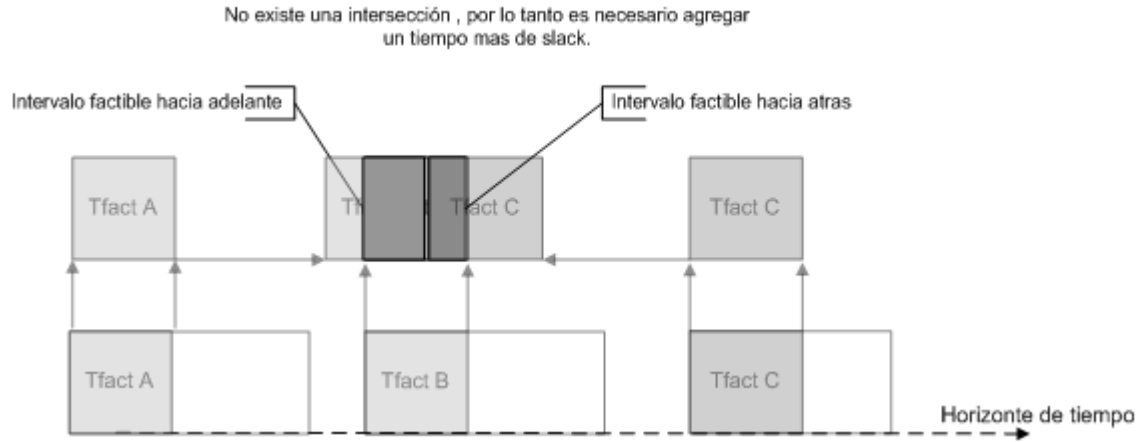 No existe una intersección , por lo tanto es necesario agregar
un tiempo mas de slack.
Intervalo factible hacia adelante
Intervalo factible hacia atras
Tfact A
Tfact C
Tfact C
Tfact A
Tfact B
Tfact C
Horizonte de tiempo